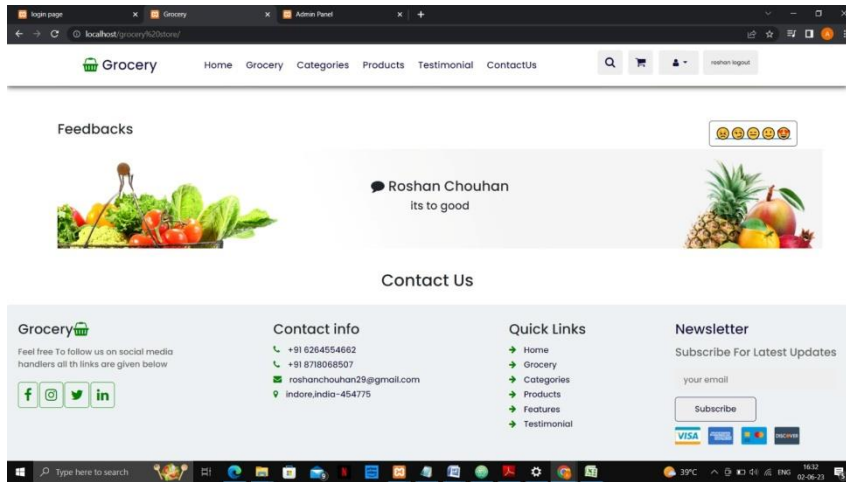 login page
Grocery
Admin Panel
localhost/grocery%20store/
Grocery
Home Grocery Categories Products Testimonial ContactUs
roshan logout
Feedbacks
Roshan Chouhan
its to good
Contact Us
Grocery
Feel free To follow us on social media
handlers all th links are given below
Contact info
+91 6264554662
+91 8718068507
roshanchouhan29@gmail.com
indore,india-454775
Quick Links
Home
Grocery
Categories
Products
Features
Testimonial
Newsletter
Subscribe For Latest Updates
your email
Subscribe
VISA
DISCOVER
Type here to search
39°C
ENG
16:32
02-06-23